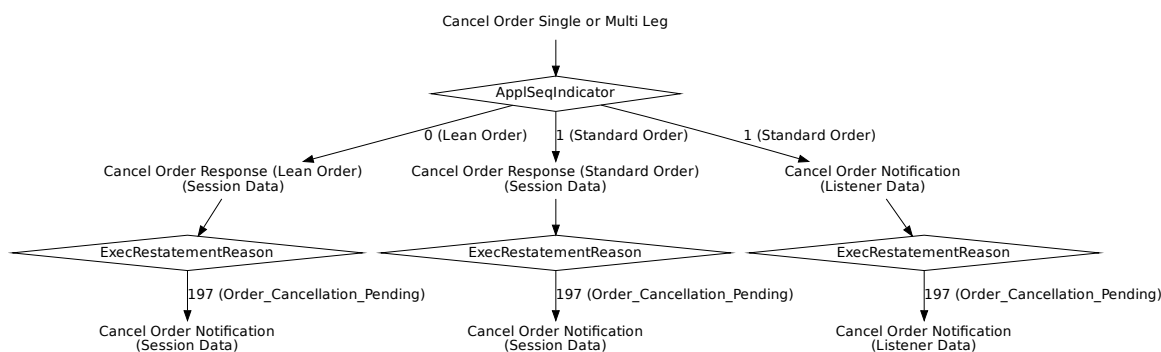 Cancel Order Single or Multi Leg
ApplSeqIndicator
0 (Lean Order)
1 (Standard Order)
1 (Standard Order)
Cancel Order Response (Lean Order)
(Session Data)
Cancel Order Response (Standard Order)
(Session Data)
Cancel Order Notification
(Listener Data)
ExecRestatementReason
ExecRestatementReason
ExecRestatementReason
197 (Order_Cancellation_Pending)
197 (Order_Cancellation_Pending)
197 (Order_Cancellation_Pending)
Cancel Order Notification
(Session Data)
Cancel Order Notification
(Session Data)
Cancel Order Notification
(Listener Data)